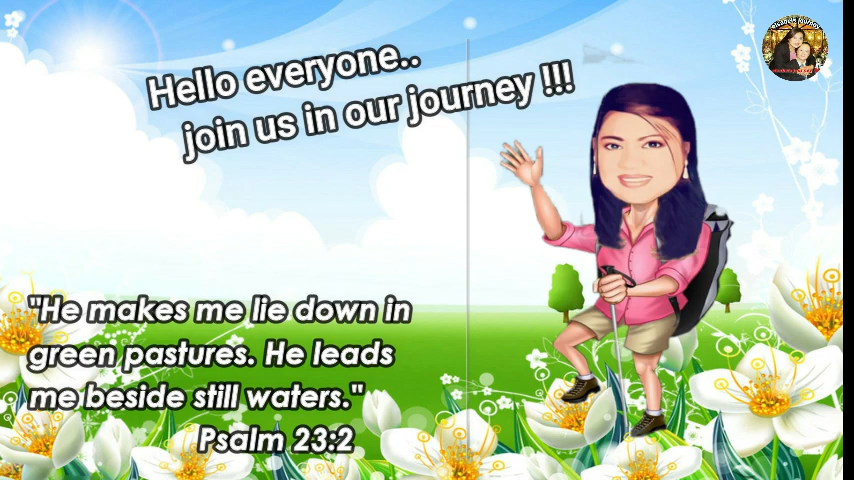 Hello everyone..
join us in our journey !!!
"He makes me lie down in
green pastures. He leads
me beside still waters."
Psalm 23:2